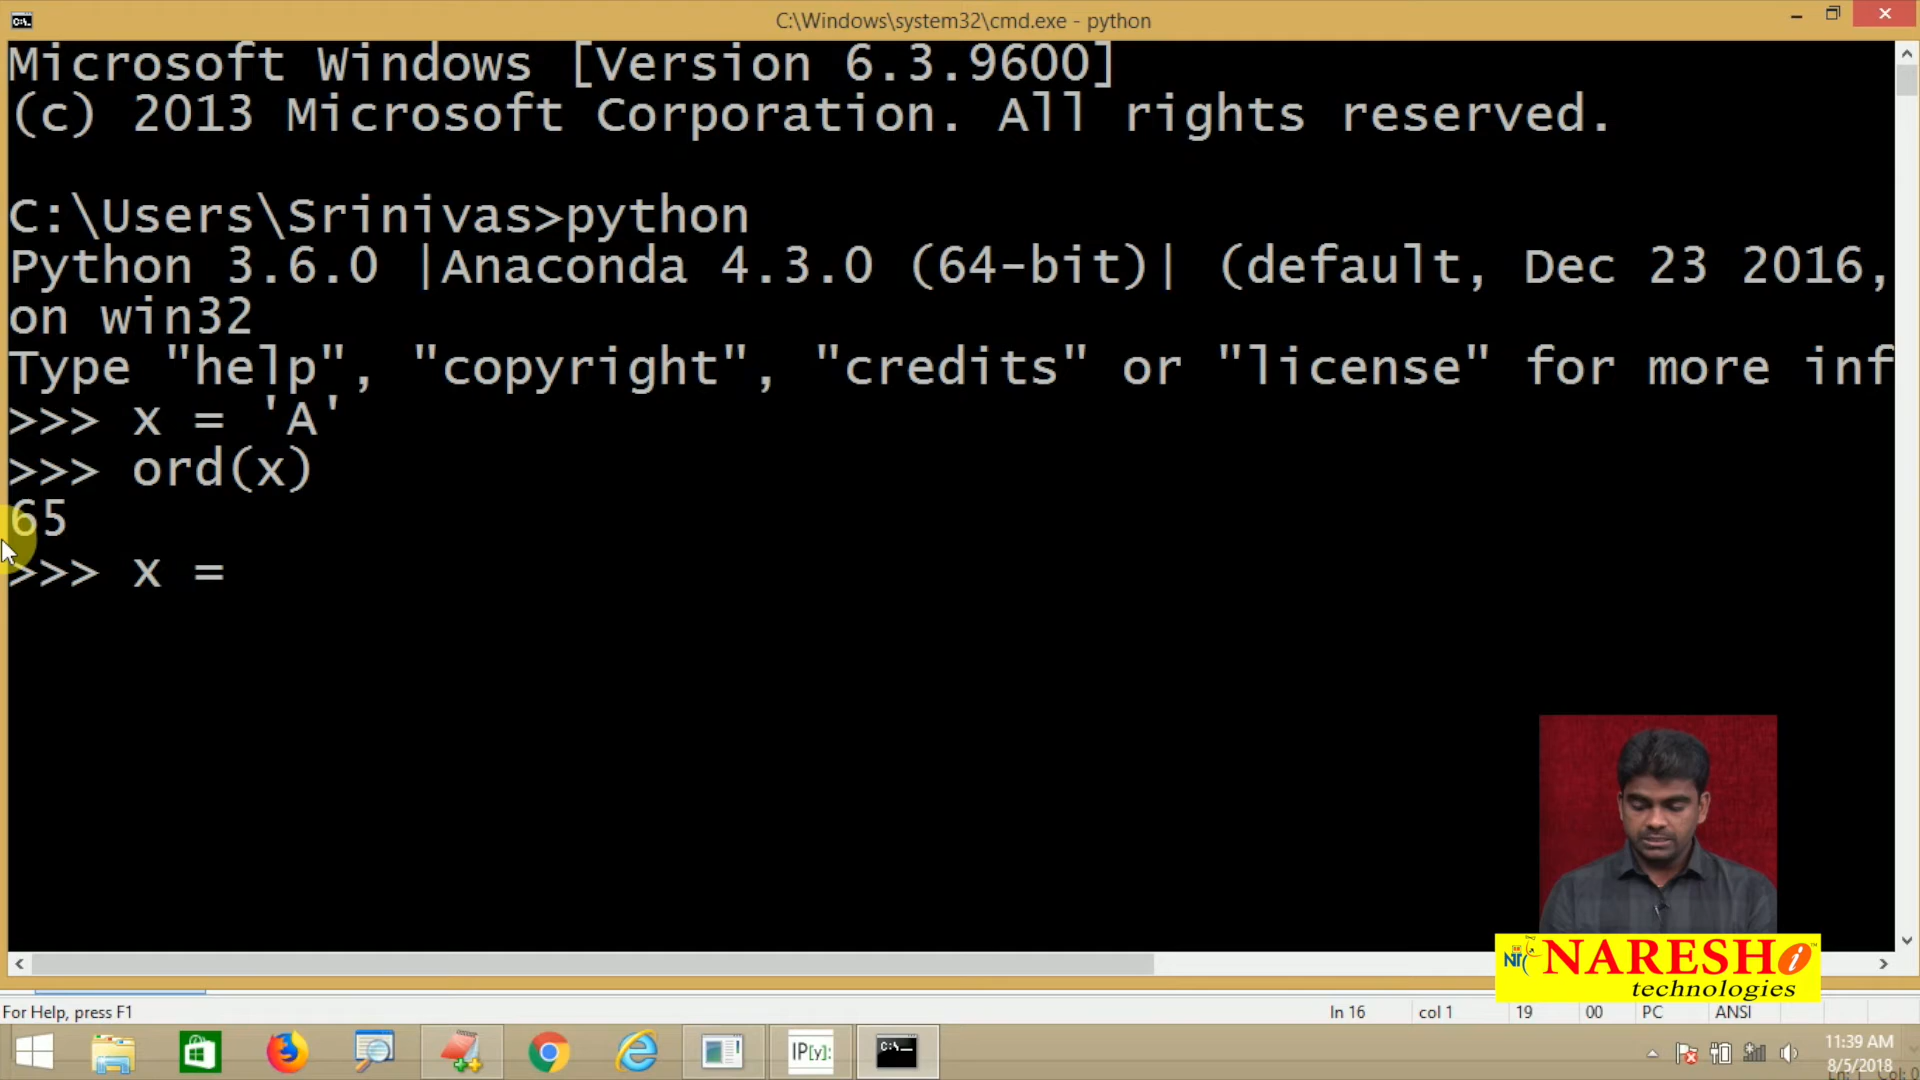 C:\Windows\system32\cmd.exe - python
Microsoft Windows [Version 6.3.9600]
(c) 2013 Microsoft Corporation. All rights reserved.
C:\Users\Srinivas>python
Python 3.6.0 |Anaconda 4.3.0 (64-bit)| (default, Dec 23 2016,
on win32
Type "help", "copyright", "credits" or "license" for more inf
>>> x = 'A'
>>> ord(x)
65
>>> x =
NARESH i
technologies
For Help, press F1
ln 16 col 1 19 00 PC ANSI
IP[y]:
11:39 AM
8/5/2018